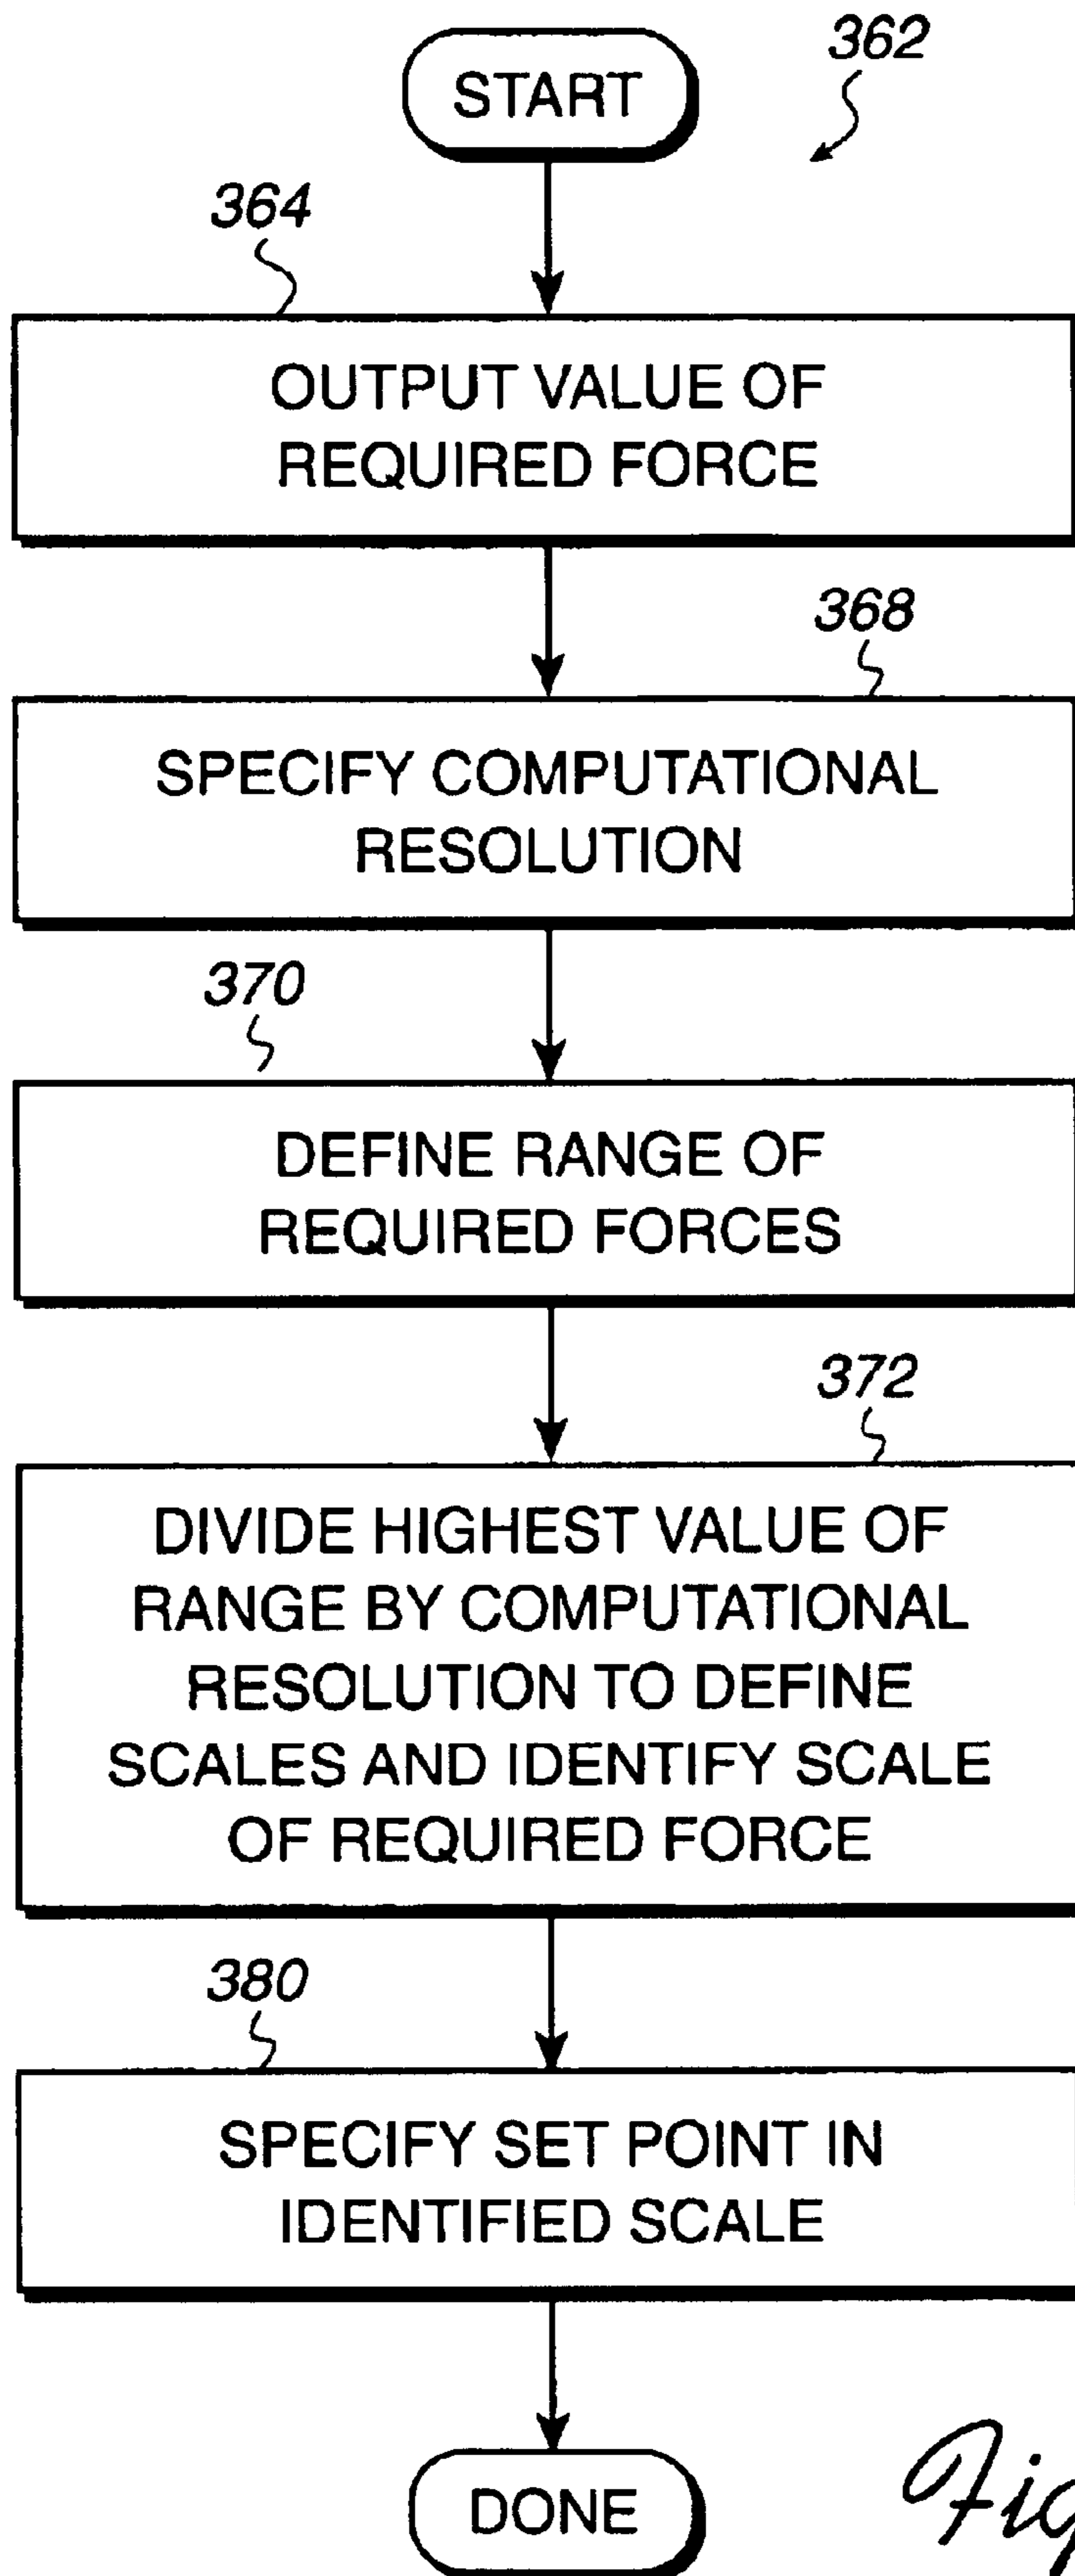 362
START
364
OUTPUT VALUE OF
REQUIRED FORCE
368
SPECIFY COMPUTATIONAL
RESOLUTION
370
DEFINE RANGE OF
REQUIRED FORCES
372
DIVIDE HIGHEST VALUE OF
RANGE BY COMPUTATIONAL
RESOLUTION TO DEFINE
SCALES AND IDENTIFY SCALE
OF REQUIRED FORCE
380
SPECIFY SET POINT IN
IDENTIFIED SCALE
DONE
Fig